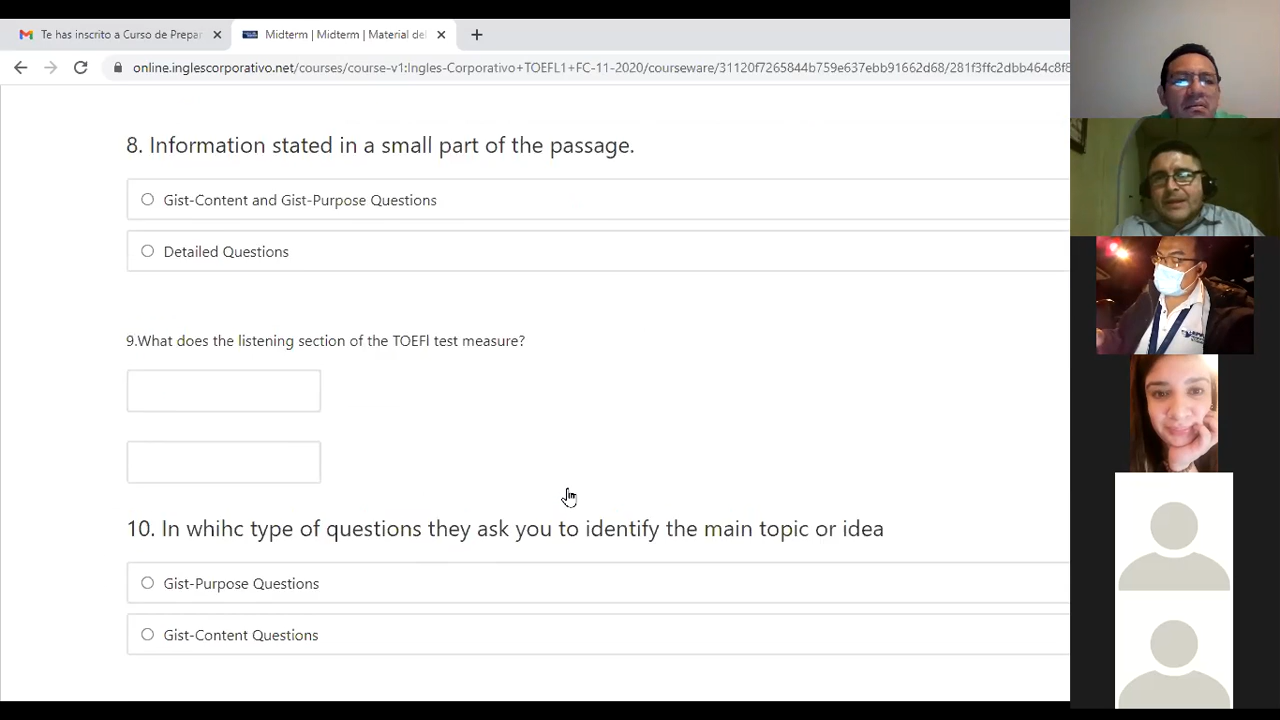 Te has inscrito a Curso de Prepar
Midterm | Midterm | Material del
online.inglescorporativo.net/courses/course-v1:Ingles-Corporativo+TOEFL1+FC-11-2020/courseware/31120f7265844b759e637ebb91662d68/281f3ffc2dbb464c8f8
8. Information stated in a small part of the passage.
Gist-Content and Gist-Purpose Questions
Detailed Questions
9.What does the listening section of the TOEFl test measure?
10. In whihc type of questions they ask you to identify the main topic or idea
Gist-Purpose Questions
Gist-Content Questions